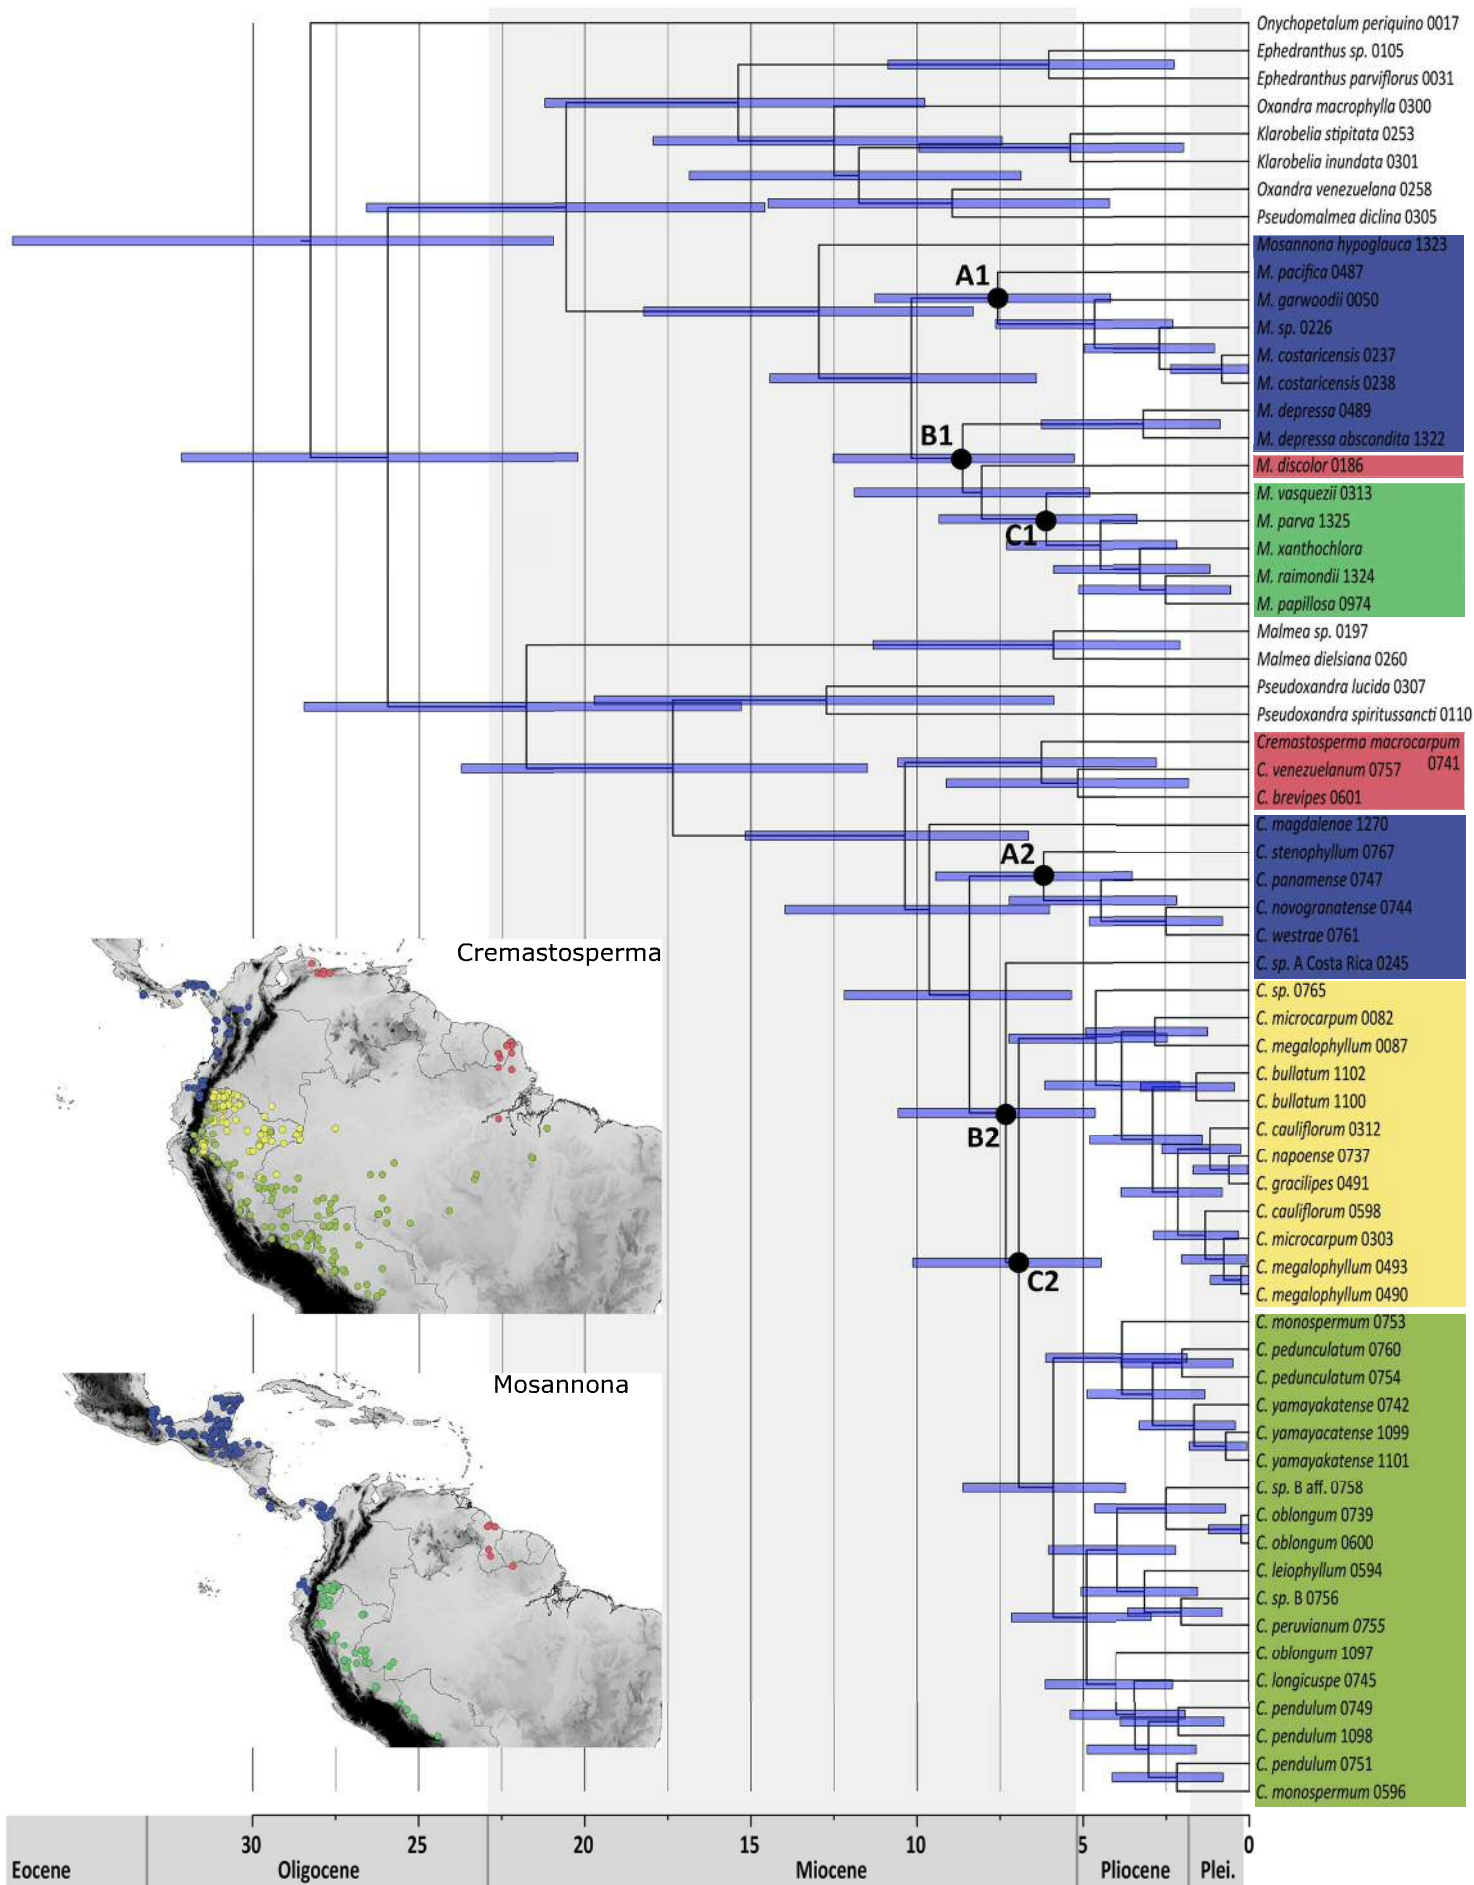 Onychopetalum periquino 0017
Ephedranthus sp. 0105
Ephedranthus parviflorus 0031
Oxandra macrophylla 0300
Klarobelia stipitata 0253
Klarobelia inundata 0301
Oxandra venezuelana 0258
Pseudomalmea diclina 0305
Mosannona hypoglauca 1323
A1
M. pacifica 0487
M. garwoodii 0050
M. sp. 0226
M. costaricensis 0237
M. costaricensis 0238
M. depressa 0489
B1
M. depressa abscondita 1322
M. discolor 0186
M. vasquezii 0313
M. parva 1325
C1
M. xanthochlora
M. raimondii 1324
M. papillosa 0974
Malmea sp. 0197
Malmea dielsiana 0260
Pseudoxandra lucida 0307
Pseudoxandra spiritussancti 0110
Cremastosperma macrocarpum
0741
C. venezuelanum 0757
C. brevipes 0601
C. magdalenae 1270
A2
C. stenophyllum 0767
C. panamense 0747
C. novogranatense 0744
C. westrae 0761
Cremastosperma
C. sp. A Costa Rica 0245
C. sp. 0765
C. microcarpum 0082
C. megalophyllum 0087
C. bullatum 1102
C. bullatum 1100
B2
C. cauliflorum 0312
C. napoense 0737
C. gracilipes 0491
C. cauliflorum 0598
C. microcarpum 0303
C. megalophyllum 0493
C2
C. megalophyllum 0490
C. monospermum 0753
C. pedunculatum 0760
C. pedunculatum 0754
Mosannona
C. yamayakatense 0742
C. yamayacatense 1099
C. yamayakatense 1101
C. sp. B aff. 0758
C. oblongum 0739
C. oblongum 0600
C. leiophyllum 0594
C. sp. B 0756
C. peruvianum 0755
C. oblongum 1097
C. longicuspe 0745
C. pendulum 0749
C. pendulum 1098
C. pendulum 0751
C. monospermum 0596
30 25 20 15 10 5 0
Eocene Oligocene Miocene Pliocene Plei.